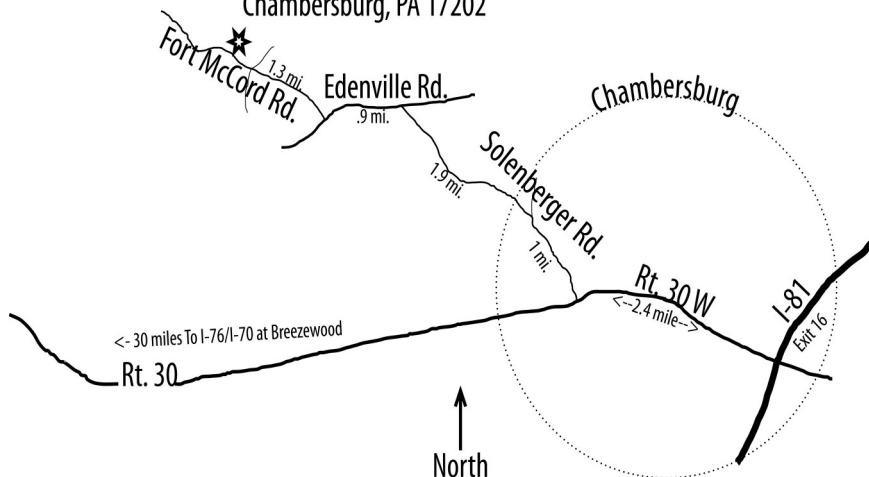 Chambersburg, PA 17202
Fort McCord Rd.
1.3 mi.
Edenville Rd.
.9 mi.
Chambersburg
Solenberger Rd.
1.9 mi.
1 mi.
Rt. 30 W
<--2.4 mile-->
I-81
Exit 16
<- 30 miles To I-76/I-70 at Breezewood
Rt. 30
North